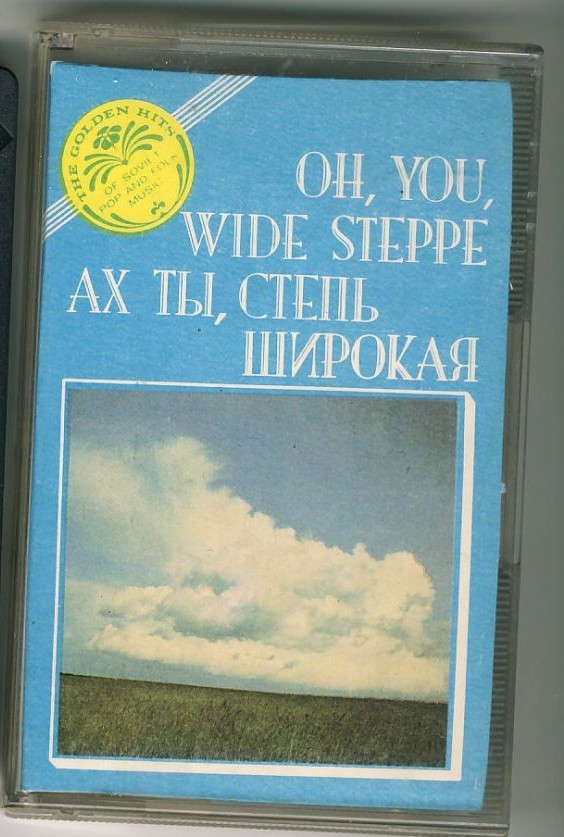 THE GOLDEN HITS
OF SOVIET
POP AND FOLK
MUSIC
OH, YOU,
WIDE STEPPE
АХ ТЫ, СТЕПЬ
ШИРОКАЯ